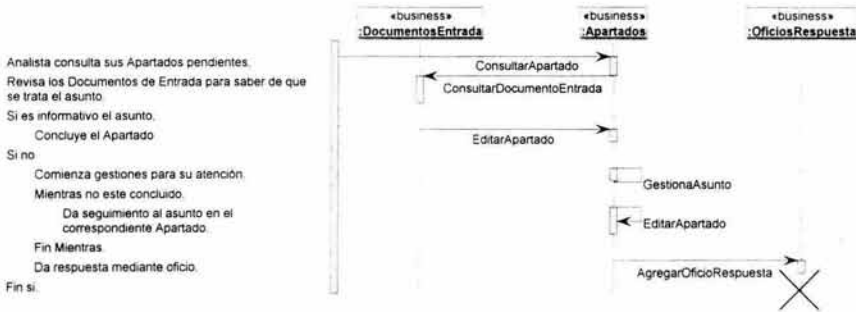 «business»
:DocumentosEntrada
«business»
:Apartados
«business»
:OficiosRespuesta
Analista consulta sus Apartados pendientes.
ConsultarApartado
Revisa los Documentos de Entrada para saber de que
se trata el asunto.
ConsultarDocumentoEntrada
Si es informativo el asunto.
Concluye el Apartado
EditarApartado
Si no
Comienza gestiones para su atención.
GestionaAsunto
Mientras no este concluido.
Da seguimiento al asunto en el
correspondiente Apartado.
EditarApartado
Fin Mientras.
Da respuesta mediante oficio.
AgregarOficioRespuesta
Fin si.